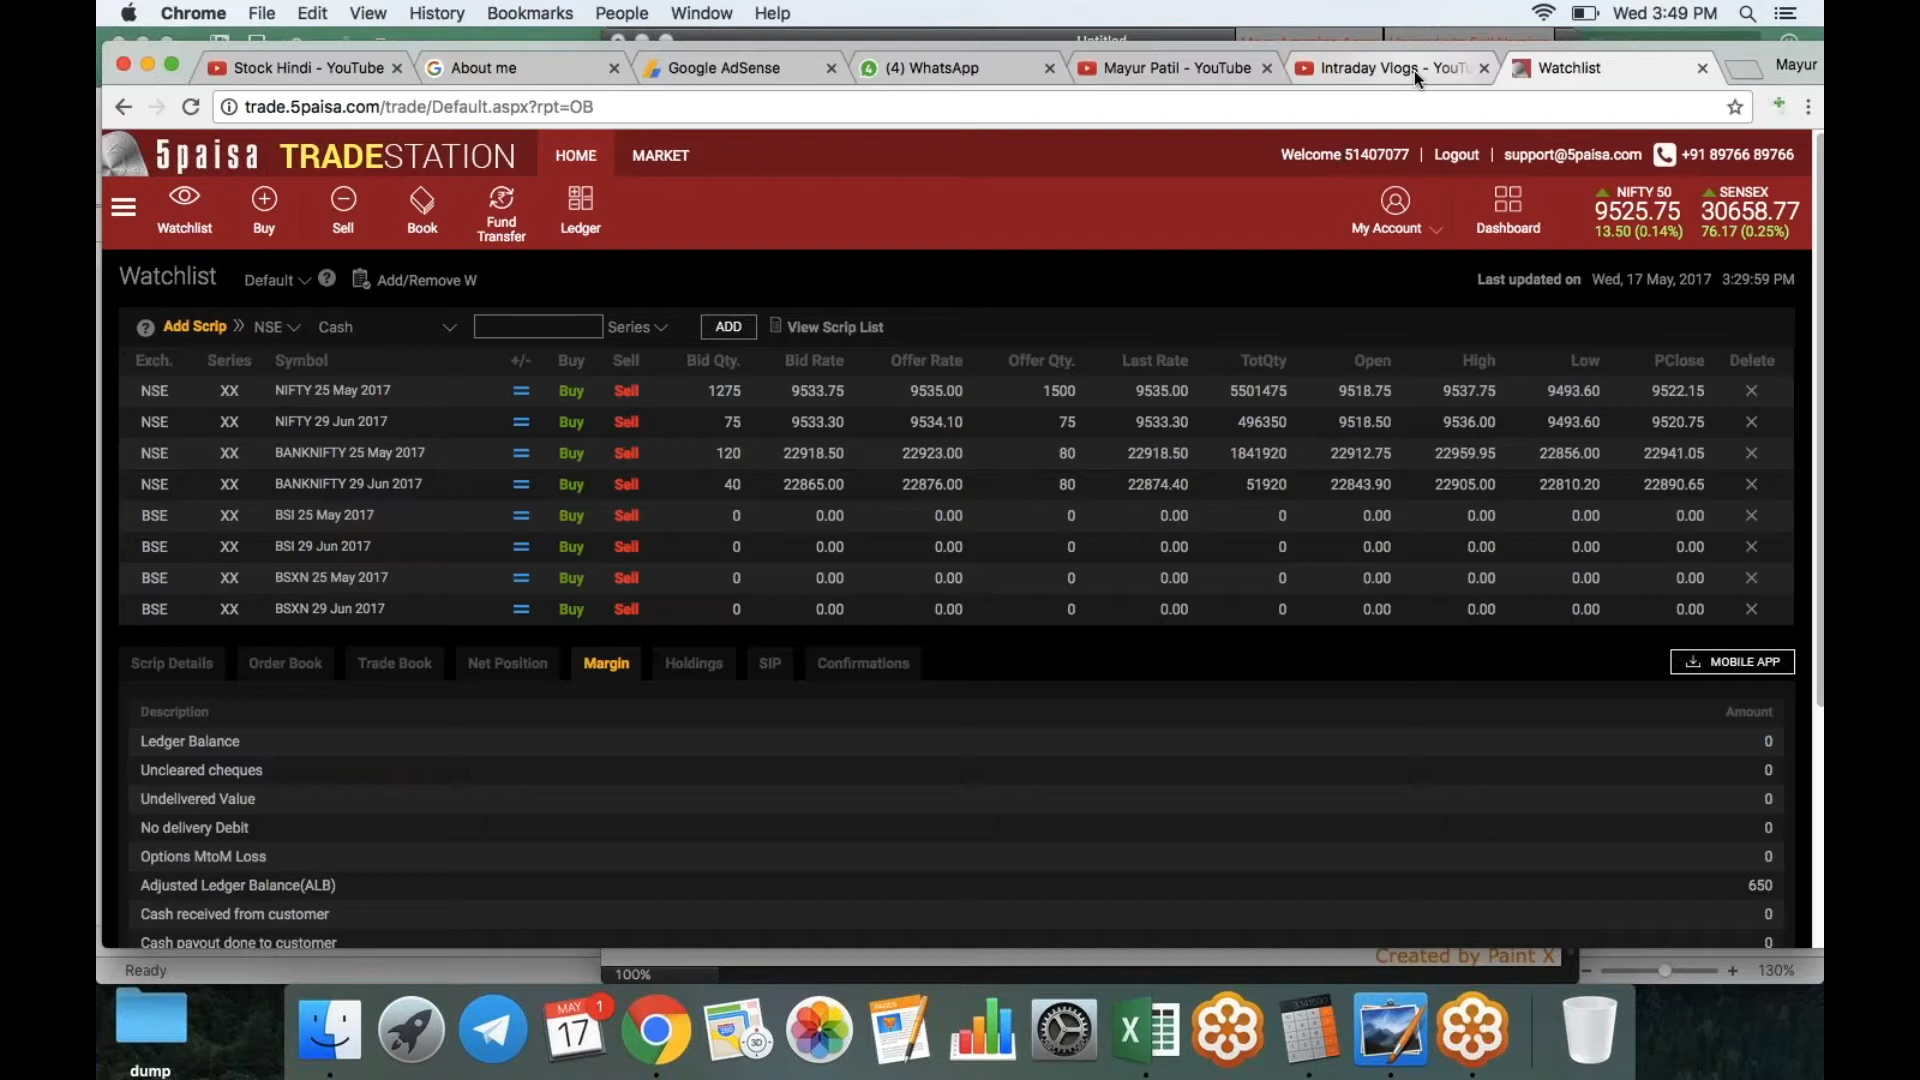 Chrome File Edit View History Bookmarks People Window Help Wed 3:49 PM
Untitled
Stock Hindi - YouTube About me Google AdSense (4) WhatsApp Mayur Patil - YouTube Intraday Vlogs - YouTu Watchlist Mayur
trade.5paisa.com/trade/Default.aspx?rpt=OB
5paisa TRADESTATION HOME MARKET Welcome 51407077 | Logout | support@5paisa.com +91 89766 89766
Watchlist Buy Sell Book Fund Transfer Ledger My Account Dashboard NIFTY 50 9525.75 13.50 (0.14%) SENSEX 30658.77 76.17 (0.25%)
Watchlist Default Add/Remove W Last updated on Wed, 17 May, 2017 3:29:59 PM
Add Scrip » NSE Cash Series ADD View Scrip List
Exch. Series Symbol +/- Buy Sell Bid Qty. Bid Rate Offer Rate Offer Qty. Last Rate TotQty Open High Low PClose Delete
NSE XX NIFTY 25 May 2017 = Buy Sell 1275 9533.75 9535.00 1500 9535.00 5501475 9518.75 9537.75 9493.60 9522.15 ×
NSE XX NIFTY 29 Jun 2017 = Buy Sell 75 9533.30 9534.10 75 9533.30 496350 9518.50 9536.00 9493.60 9520.75 ×
NSE XX BANKNIFTY 25 May 2017 = Buy Sell 120 22918.50 22923.00 80 22918.50 1841920 22912.75 22959.95 22856.00 22941.05 ×
NSE XX BANKNIFTY 29 Jun 2017 = Buy Sell 40 22865.00 22876.00 80 22874.40 51920 22843.90 22905.00 22810.20 22890.65 ×
BSE XX BSI 25 May 2017 = Buy Sell 0 0.00 0.00 0 0.00 0 0.00 0.00 0.00 0.00 ×
BSE XX BSI 29 Jun 2017 = Buy Sell 0 0.00 0.00 0 0.00 0 0.00 0.00 0.00 0.00 ×
BSE XX BSXN 25 May 2017 = Buy Sell 0 0.00 0.00 0 0.00 0 0.00 0.00 0.00 0.00 ×
BSE XX BSXN 29 Jun 2017 = Buy Sell 0 0.00 0.00 0 0.00 0 0.00 0.00 0.00 0.00 ×
Scrip Details Order Book Trade Book Net Position Margin Holdings SIP Confirmations MOBILE APP
Description Amount
Ledger Balance 0
Uncleared cheques 0
Undelivered Value 0
No delivery Debit 0
Options MtoM Loss 0
Adjusted Ledger Balance(ALB) 650
Cash received from customer 0
Cash payout done to customer 0
Created by Paint X
Ready 100% 130%
MAY 17 1
dump